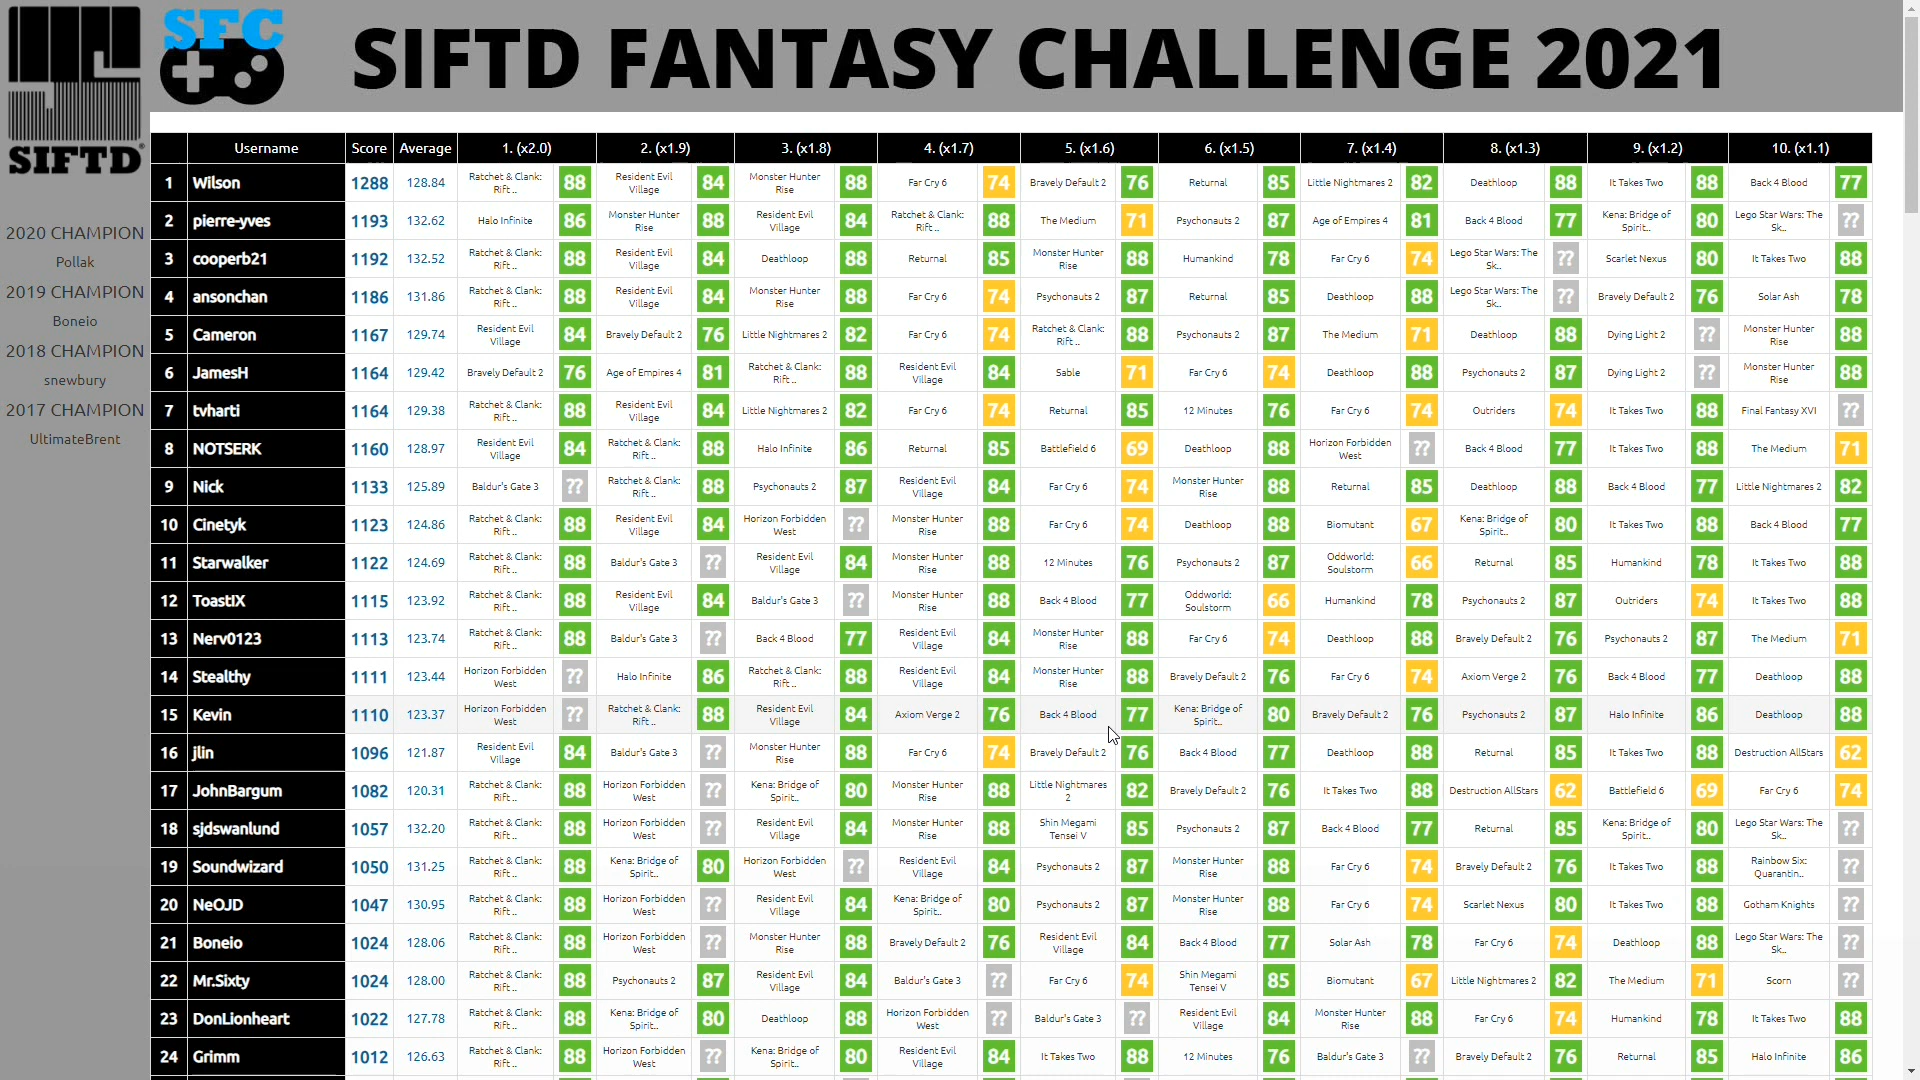 SFC
SIFTD FANTASY CHALLENGE 2021
SIFTD
2020 CHAMPION
Pollak
2019 CHAMPION
Boneio
2018 CHAMPION
snewbury
2017 CHAMPION
UltimateBrent
Username Score Average 1. (x2.0) 2. (x1.9) 3. (x1.8) 4. (x1.7) 5. (x1.6) 6. (x1.5) 7. (x1.4) 8. (x1.3) 9. (x1.2) 10. (x1.1)
1 Wilson 1288 128.84 Ratchet & Clank: Rift .. 88 Resident Evil Village 84 Monster Hunter Rise 88 Far Cry 6 74 Bravely Default 2 76 Returnal 85 Little Nightmares 2 82 Deathloop 88 It Takes Two 88 Back 4 Blood 77
2 pierre-yves 1193 132.62 Halo Infinite 86 Monster Hunter Rise 88 Resident Evil Village 84 Ratchet & Clank: Rift .. 88 The Medium 71 Psychonauts 2 87 Age of Empires 4 81 Back 4 Blood 77 Kena: Bridge of Spirit.. 80 Lego Star Wars: The Sk.. ??
3 cooperb21 1192 132.52 Ratchet & Clank: Rift .. 88 Resident Evil Village 84 Deathloop 88 Returnal 85 Monster Hunter Rise 88 Humankind 78 Far Cry 6 74 Lego Star Wars: The Sk.. ?? Scarlet Nexus 80 It Takes Two 88
4 ansonchan 1186 131.86 Ratchet & Clank: Rift .. 88 Resident Evil Village 84 Monster Hunter Rise 88 Far Cry 6 74 Psychonauts 2 87 Returnal 85 Deathloop 88 Lego Star Wars: The Sk.. ?? Bravely Default 2 76 Solar Ash 78
5 Cameron 1167 129.74 Resident Evil Village 84 Bravely Default 2 76 Little Nightmares 2 82 Far Cry 6 74 Ratchet & Clank: Rift .. 88 Psychonauts 2 87 The Medium 71 Deathloop 88 Dying Light 2 ?? Monster Hunter Rise 88
6 JamesH 1164 129.42 Bravely Default 2 76 Age of Empires 4 81 Ratchet & Clank: Rift .. 88 Resident Evil Village 84 Sable 71 Far Cry 6 74 Deathloop 88 Psychonauts 2 87 Dying Light 2 ?? Monster Hunter Rise 88
7 tvharti 1164 129.38 Ratchet & Clank: Rift .. 88 Resident Evil Village 84 Little Nightmares 2 82 Far Cry 6 74 Returnal 85 12 Minutes 76 Far Cry 6 74 Outriders 74 It Takes Two 88 Final Fantasy XVI ??
8 NOTSERK 1160 128.97 Resident Evil Village 84 Ratchet & Clank: Rift .. 88 Halo Infinite 86 Returnal 85 Battlefield 6 69 Deathloop 88 Horizon Forbidden West ?? Back 4 Blood 77 It Takes Two 88 The Medium 71
9 Nick 1133 125.89 Baldur's Gate 3 ?? Ratchet & Clank: Rift .. 88 Psychonauts 2 87 Resident Evil Village 84 Far Cry 6 74 Monster Hunter Rise 88 Returnal 85 Deathloop 88 Back 4 Blood 77 Little Nightmares 2 82
10 Cinetyk 1123 124.86 Ratchet & Clank: Rift .. 88 Resident Evil Village 84 Horizon Forbidden West ?? Monster Hunter Rise 88 Far Cry 6 74 Deathloop 88 Biomutant 67 Kena: Bridge of Spirit.. 80 It Takes Two 88 Back 4 Blood 77
11 Starwalker 1122 124.69 Ratchet & Clank: Rift .. 88 Baldur's Gate 3 ?? Resident Evil Village 84 Monster Hunter Rise 88 12 Minutes 76 Psychonauts 2 87 Oddworld: Soulstorm 66 Returnal 85 Humankind 78 It Takes Two 88
12 ToastIX 1115 123.92 Ratchet & Clank: Rift .. 88 Resident Evil Village 84 Baldur's Gate 3 ?? Monster Hunter Rise 88 Back 4 Blood 77 Oddworld: Soulstorm 66 Humankind 78 Psychonauts 2 87 Outriders 74 It Takes Two 88
13 Nerv0123 1113 123.74 Ratchet & Clank: Rift .. 88 Baldur's Gate 3 ?? Back 4 Blood 77 Resident Evil Village 84 Monster Hunter Rise 88 Far Cry 6 74 Deathloop 88 Bravely Default 2 76 Psychonauts 2 87 The Medium 71
14 Stealthy 1111 123.44 Horizon Forbidden West ?? Halo Infinite 86 Ratchet & Clank: Rift .. 88 Resident Evil Village 84 Monster Hunter Rise 88 Bravely Default 2 76 Far Cry 6 74 Axiom Verge 2 76 Back 4 Blood 77 Deathloop 88
15 Kevin 1110 123.37 Horizon Forbidden West ?? Ratchet & Clank: Rift .. 88 Resident Evil Village 84 Axiom Verge 2 76 Back 4 Blood 77 Kena: Bridge of Spirit.. 80 Bravely Default 2 76 Psychonauts 2 87 Halo Infinite 86 Deathloop 88
16 jlin 1096 121.87 Resident Evil Village 84 Baldur's Gate 3 ?? Monster Hunter Rise 88 Far Cry 6 74 Bravely Default 2 76 Back 4 Blood 77 Deathloop 88 Returnal 85 It Takes Two 88 Destruction AllStars 62
17 JohnBargum 1082 120.31 Ratchet & Clank: Rift .. 88 Horizon Forbidden West ?? Kena: Bridge of Spirit.. 80 Monster Hunter Rise 88 Little Nightmares 2 82 Bravely Default 2 76 It Takes Two 88 Destruction AllStars 62 Battlefield 6 69 Far Cry 6 74
18 sjdswanlund 1057 132.20 Ratchet & Clank: Rift .. 88 Horizon Forbidden West ?? Resident Evil Village 84 Monster Hunter Rise 88 Shin Megami Tensei V 85 Psychonauts 2 87 Back 4 Blood 77 Returnal 85 Kena: Bridge of Spirit.. 80 Lego Star Wars: The Sk.. ??
19 Soundwizard 1050 131.25 Ratchet & Clank: Rift .. 88 Kena: Bridge of Spirit.. 80 Horizon Forbidden West ?? Resident Evil Village 84 Psychonauts 2 87 Monster Hunter Rise 88 Far Cry 6 74 Bravely Default 2 76 It Takes Two 88 Rainbow Six: Quarantin.. ??
20 NeOJD 1047 130.95 Ratchet & Clank: Rift .. 88 Horizon Forbidden West ?? Resident Evil Village 84 Kena: Bridge of Spirit.. 80 Psychonauts 2 87 Monster Hunter Rise 88 Far Cry 6 74 Scarlet Nexus 80 It Takes Two 88 Gotham Knights ??
21 Boneio 1024 128.06 Ratchet & Clank: Rift .. 88 Horizon Forbidden West ?? Monster Hunter Rise 88 Bravely Default 2 76 Resident Evil Village 84 Back 4 Blood 77 Solar Ash 78 Far Cry 6 74 Deathloop 88 Lego Star Wars: The Sk.. ??
22 Mr.Sixty 1024 128.00 Ratchet & Clank: Rift .. 88 Psychonauts 2 87 Resident Evil Village 84 Baldur's Gate 3 ?? Far Cry 6 74 Shin Megami Tensei V 85 Biomutant 67 Little Nightmares 2 82 The Medium 71 Scorn ??
23 DonLionheart 1022 127.78 Ratchet & Clank: Rift .. 88 Kena: Bridge of Spirit.. 80 Deathloop 88 Horizon Forbidden West ?? Baldur's Gate 3 ?? Resident Evil Village 84 Monster Hunter Rise 88 Far Cry 6 74 Humankind 78 It Takes Two 88
24 Grimm 1012 126.63 Ratchet & Clank: Rift .. 88 Horizon Forbidden West ?? Kena: Bridge of Spirit.. 80 Resident Evil Village 84 It Takes Two 88 12 Minutes 76 Baldur's Gate 3 ?? Bravely Default 2 76 Returnal 85 Halo Infinite 86